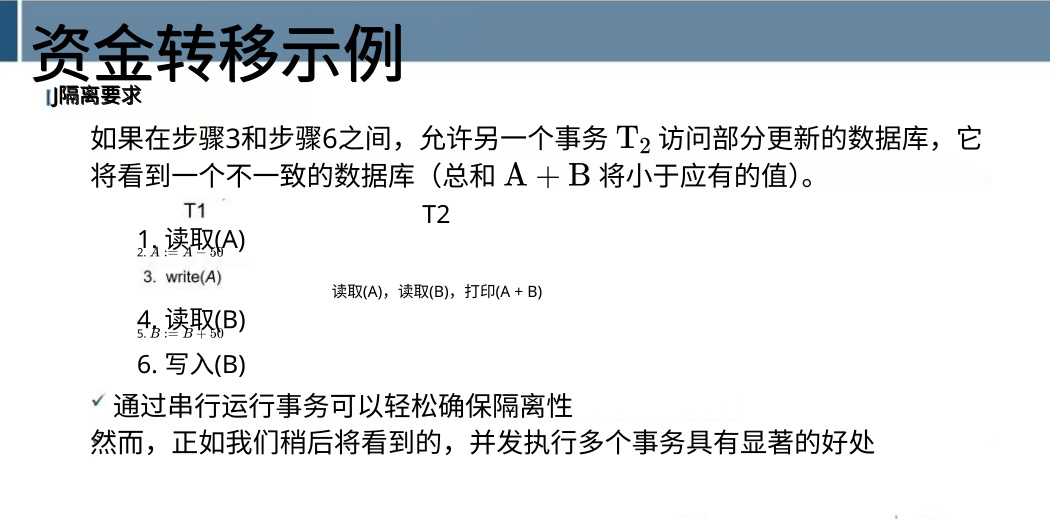 资金转移示例
隔离要求
如果在步骤3和步骤6之间，允许另一个事务 T₂ 访问部分更新的数据库，它
将看到一个不一致的数据库（总和 A + B 将小于应有的值）。
T1 T2
1. 读取(A)
2. A := A − 50
3. write(A)
读取(A)，读取(B)，打印(A + B)
4. 读取(B)
5. B := B + 50
6. 写入(B)
✓ 通过串行运行事务可以轻松确保隔离性
然而，正如我们稍后将看到的，并发执行多个事务具有显著的好处